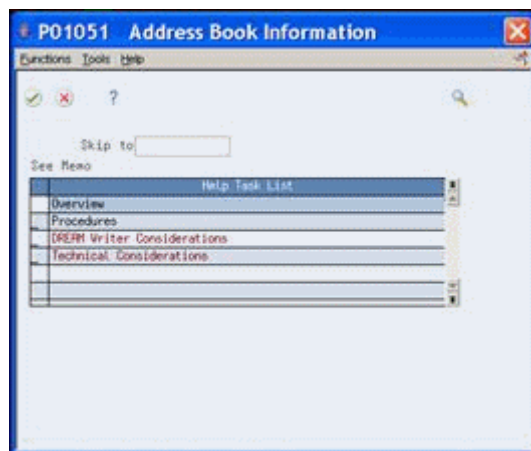 P01051 Address Book Information
Functions Tools Help
?
Skip to
See Memo
Help Task List
Overview
Procedures
DREAM Writer Considerations
Technical Considerations